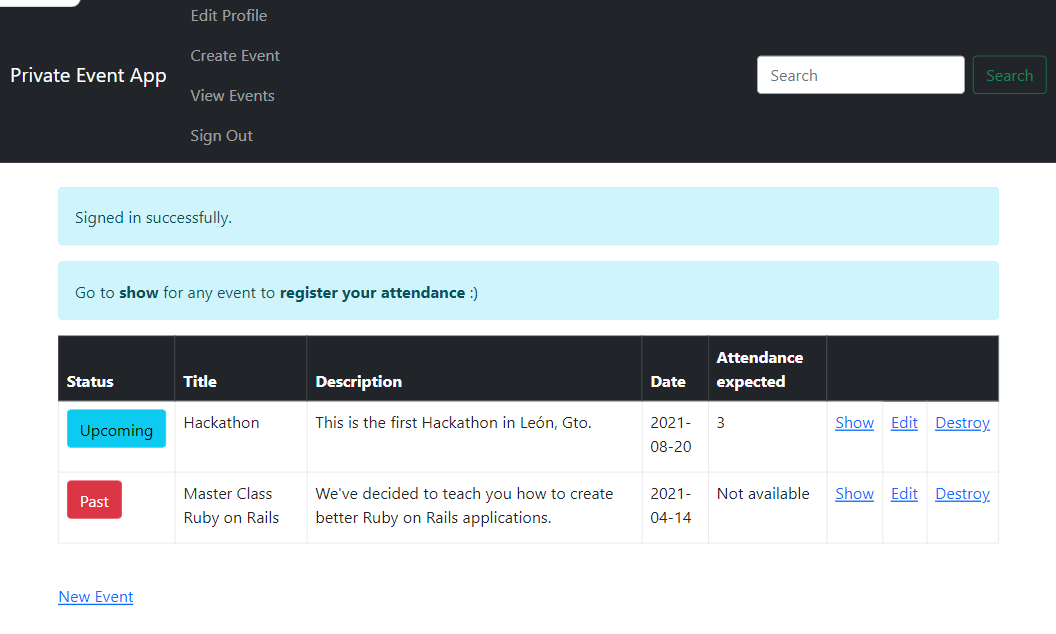 Edit Profile
Create Event
Private Event App
Search
Search
View Events
Sign Out
Signed in successfully.
Go to show for any event to register your attendance :)
Status Title Description Date Attendance
expected
Upcoming Hackathon This is the first Hackathon in León, Gto. 2021- 3 Show Edit Destroy
08-20
Past Master Class We've decided to teach you how to create 2021- Not available Show Edit Destroy
Ruby on Rails better Ruby on Rails applications. 04-14
New Event